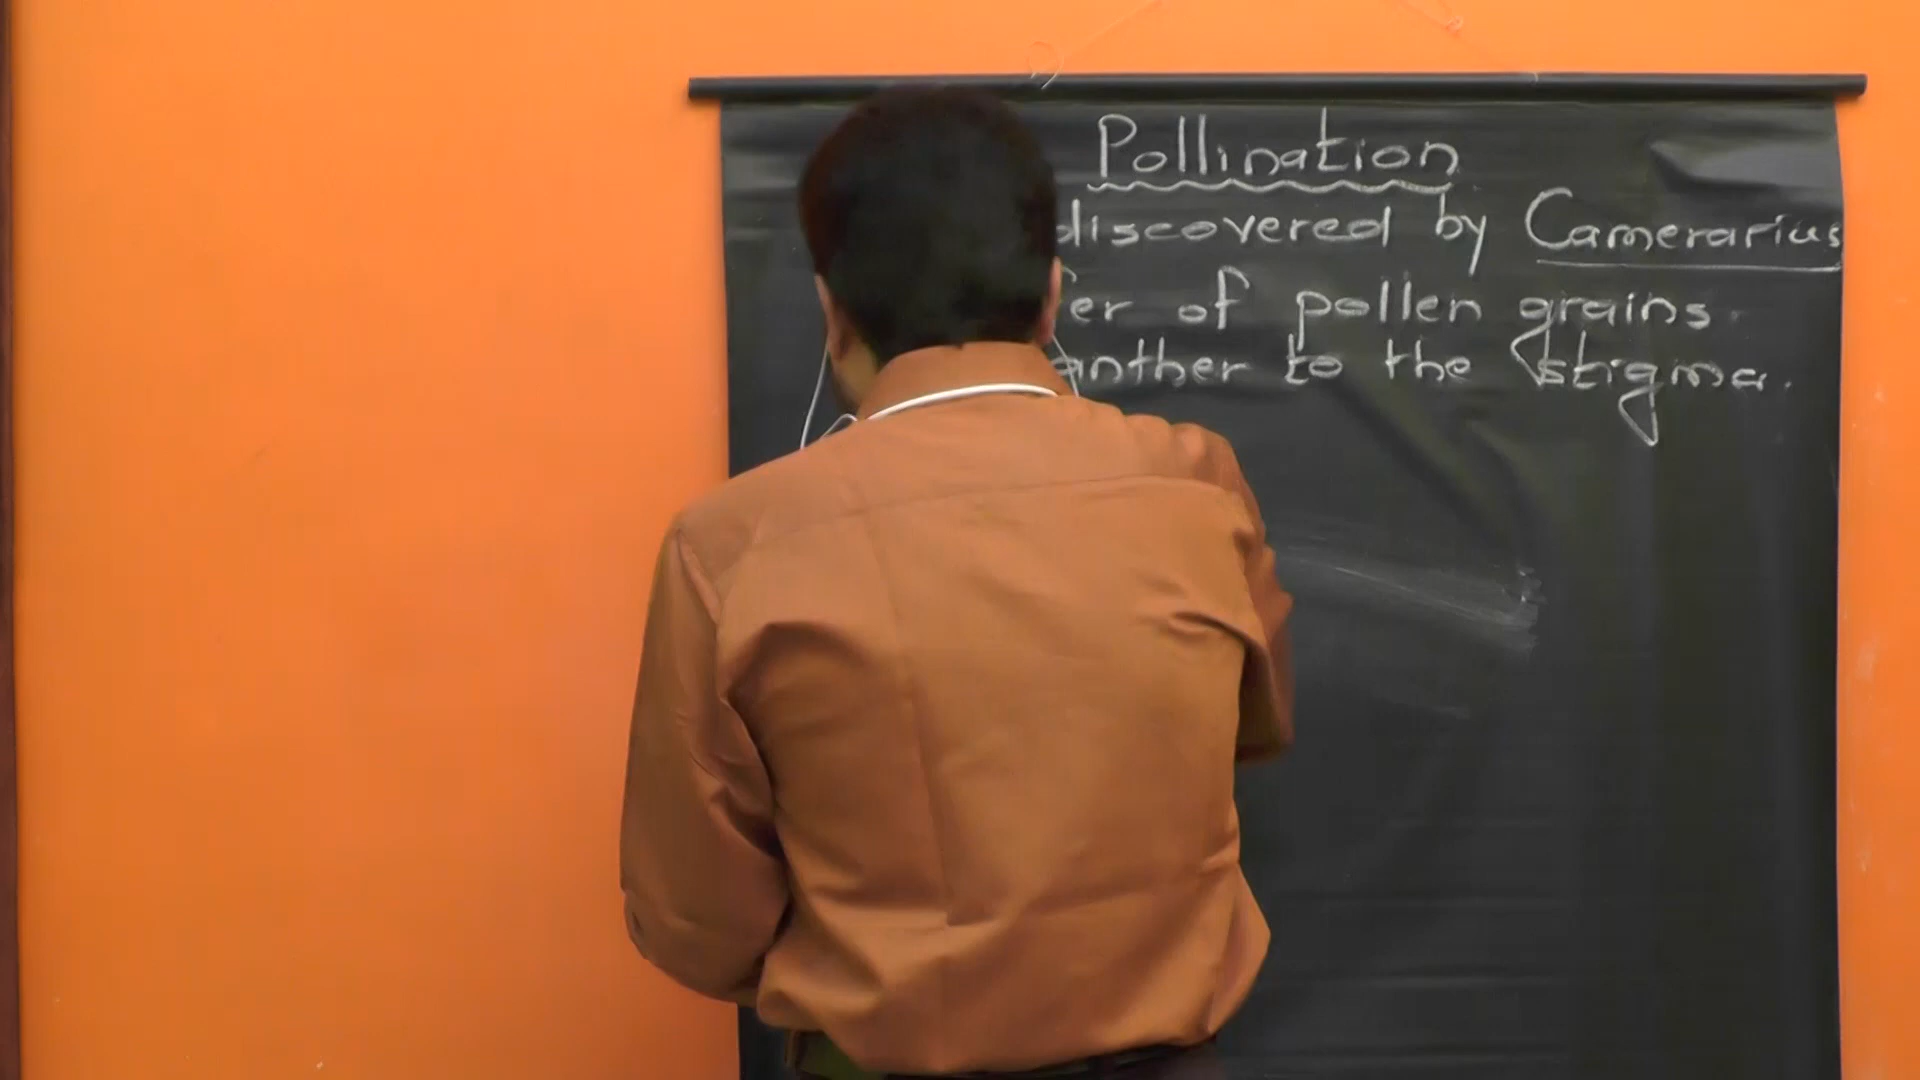 Pollination
discovered by Camerarius
fer of pollen grains.
anther to the stigma.